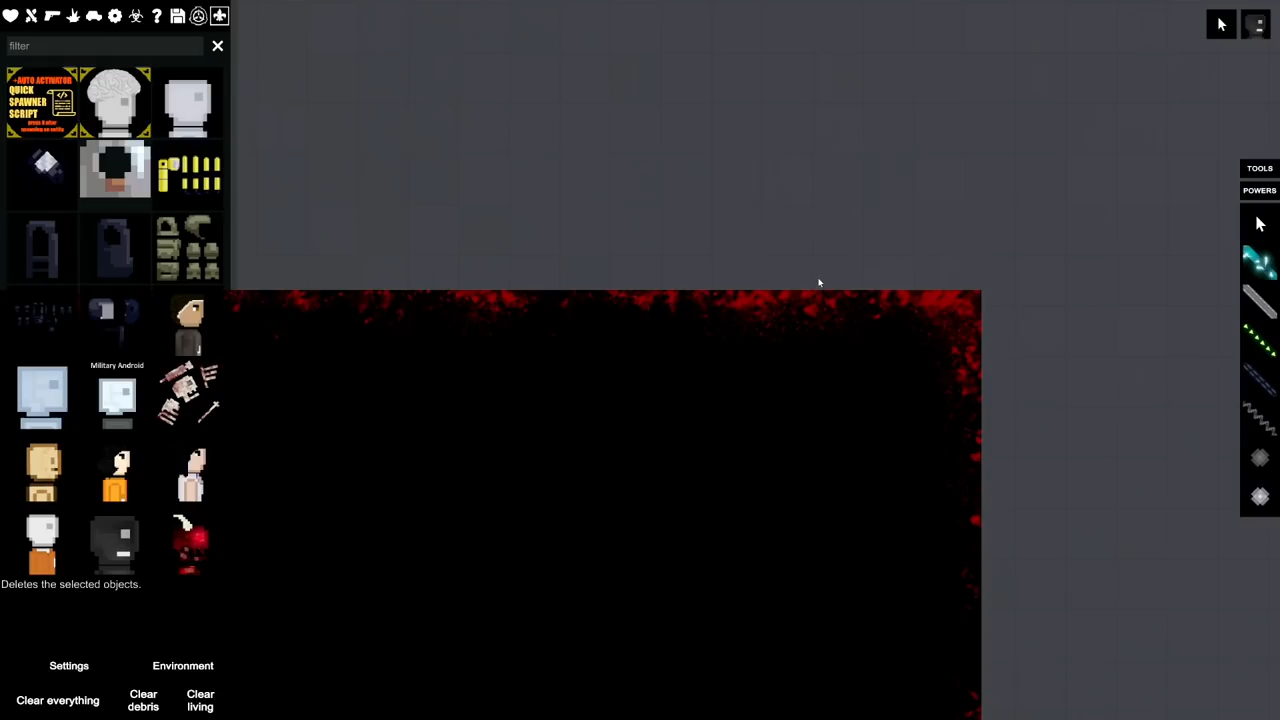 filter
+AUTO ACTIVATOR
QUICK
SPAWNER
SCRIPT
TOOLS
POWERS
Military Android
Deletes the selected objects.
Settings
Environment
Clear everything
Clear
debris
Clear
living